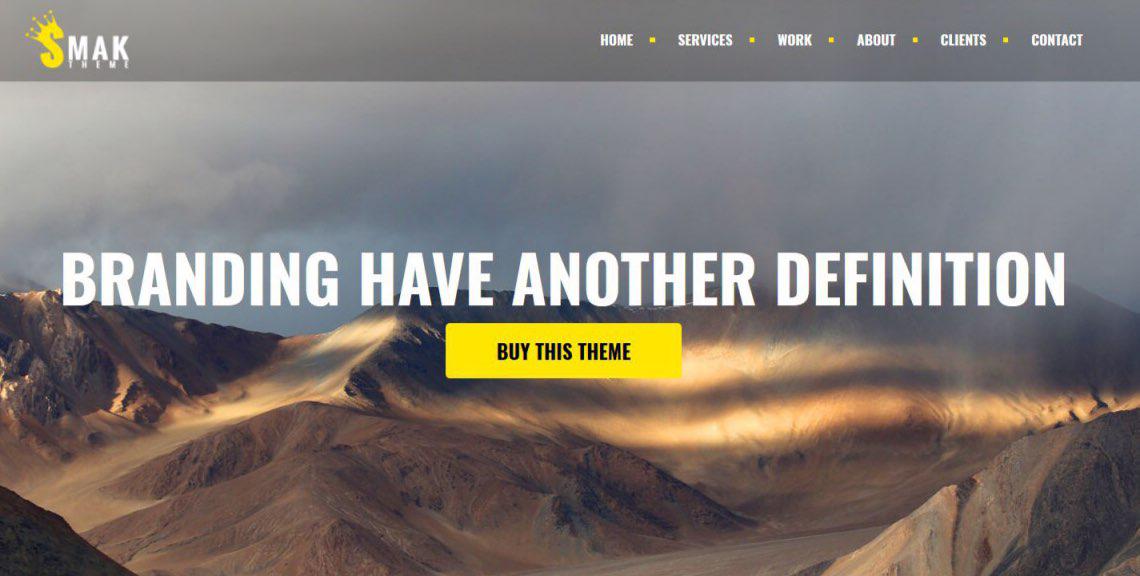 SMAK
THEME
HOME SERVICES WORK ABOUT CLIENTS CONTACT
BRANDING HAVE ANOTHER DEFINITION
BUY THIS THEME